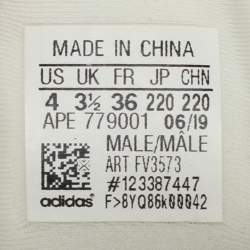 MADE IN CHINA
US UK FR JP CHN
4 3½ 36 220 220
APE 779001 06/19
MALE/MÂLE
ART FV3573
#123387447
adidas F>8YQ86k00042